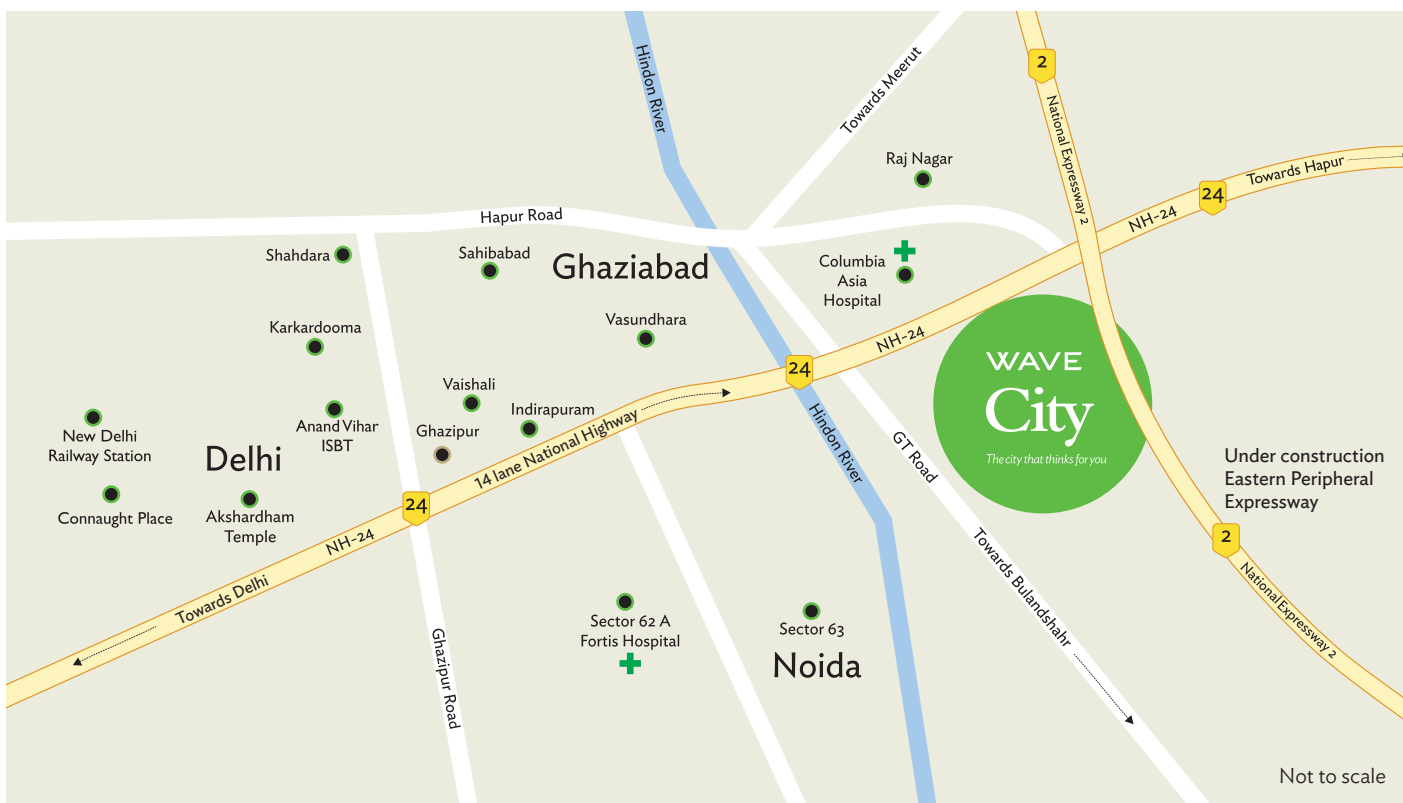 Hindon River
Towards Meerut
2
National Expressway 2
Raj Nagar
Towards Hapur
24
NH-24
Hapur Road
Shahdara
Sahibabad
Ghaziabad
Columbia
Asia
Hospital
Karkardooma
Vasundhara
NH-24
24
WAVE
City
The city that thinks for you
Vaishali
Indirapuram
Ghazipur
14 lane National Highway
Anand Vihar
ISBT
New Delhi
Railway Station
Delhi
Hindon River
GT Road
Under construction
Eastern Peripheral
Expressway
Connaught Place
Akshardham
Temple
24
NH-24
2
Towards Delhi
National Expressway 2
Towards Bulandshahr
Sector 62 A
Fortis Hospital
Sector 63
Noida
Ghazipur Road
Not to scale